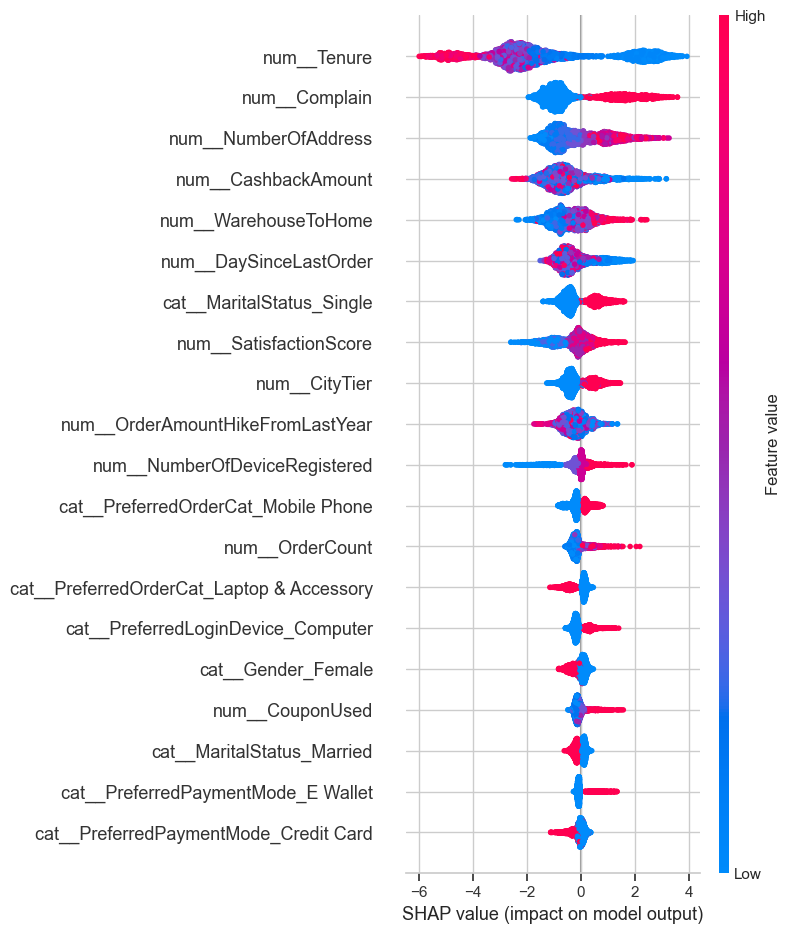 High
num__Tenure
num__Complain
num__NumberOfAddress
num__CashbackAmount
num__WarehouseToHome
num__DaySinceLastOrder
cat__MaritalStatus_Single
num__SatisfactionScore
num__CityTier
num__OrderAmountHikeFromLastYear
num__NumberOfDeviceRegistered
cat__PreferredOrderCat_Mobile Phone
num__OrderCount
cat__PreferredOrderCat_Laptop & Accessory
cat__PreferredLoginDevice_Computer
cat__Gender_Female
num__CouponUsed
cat__MaritalStatus_Married
cat__PreferredPaymentMode_E Wallet
cat__PreferredPaymentMode_Credit Card
Feature value
Low
−6 −4 −2 0 2 4
SHAP value (impact on model output)